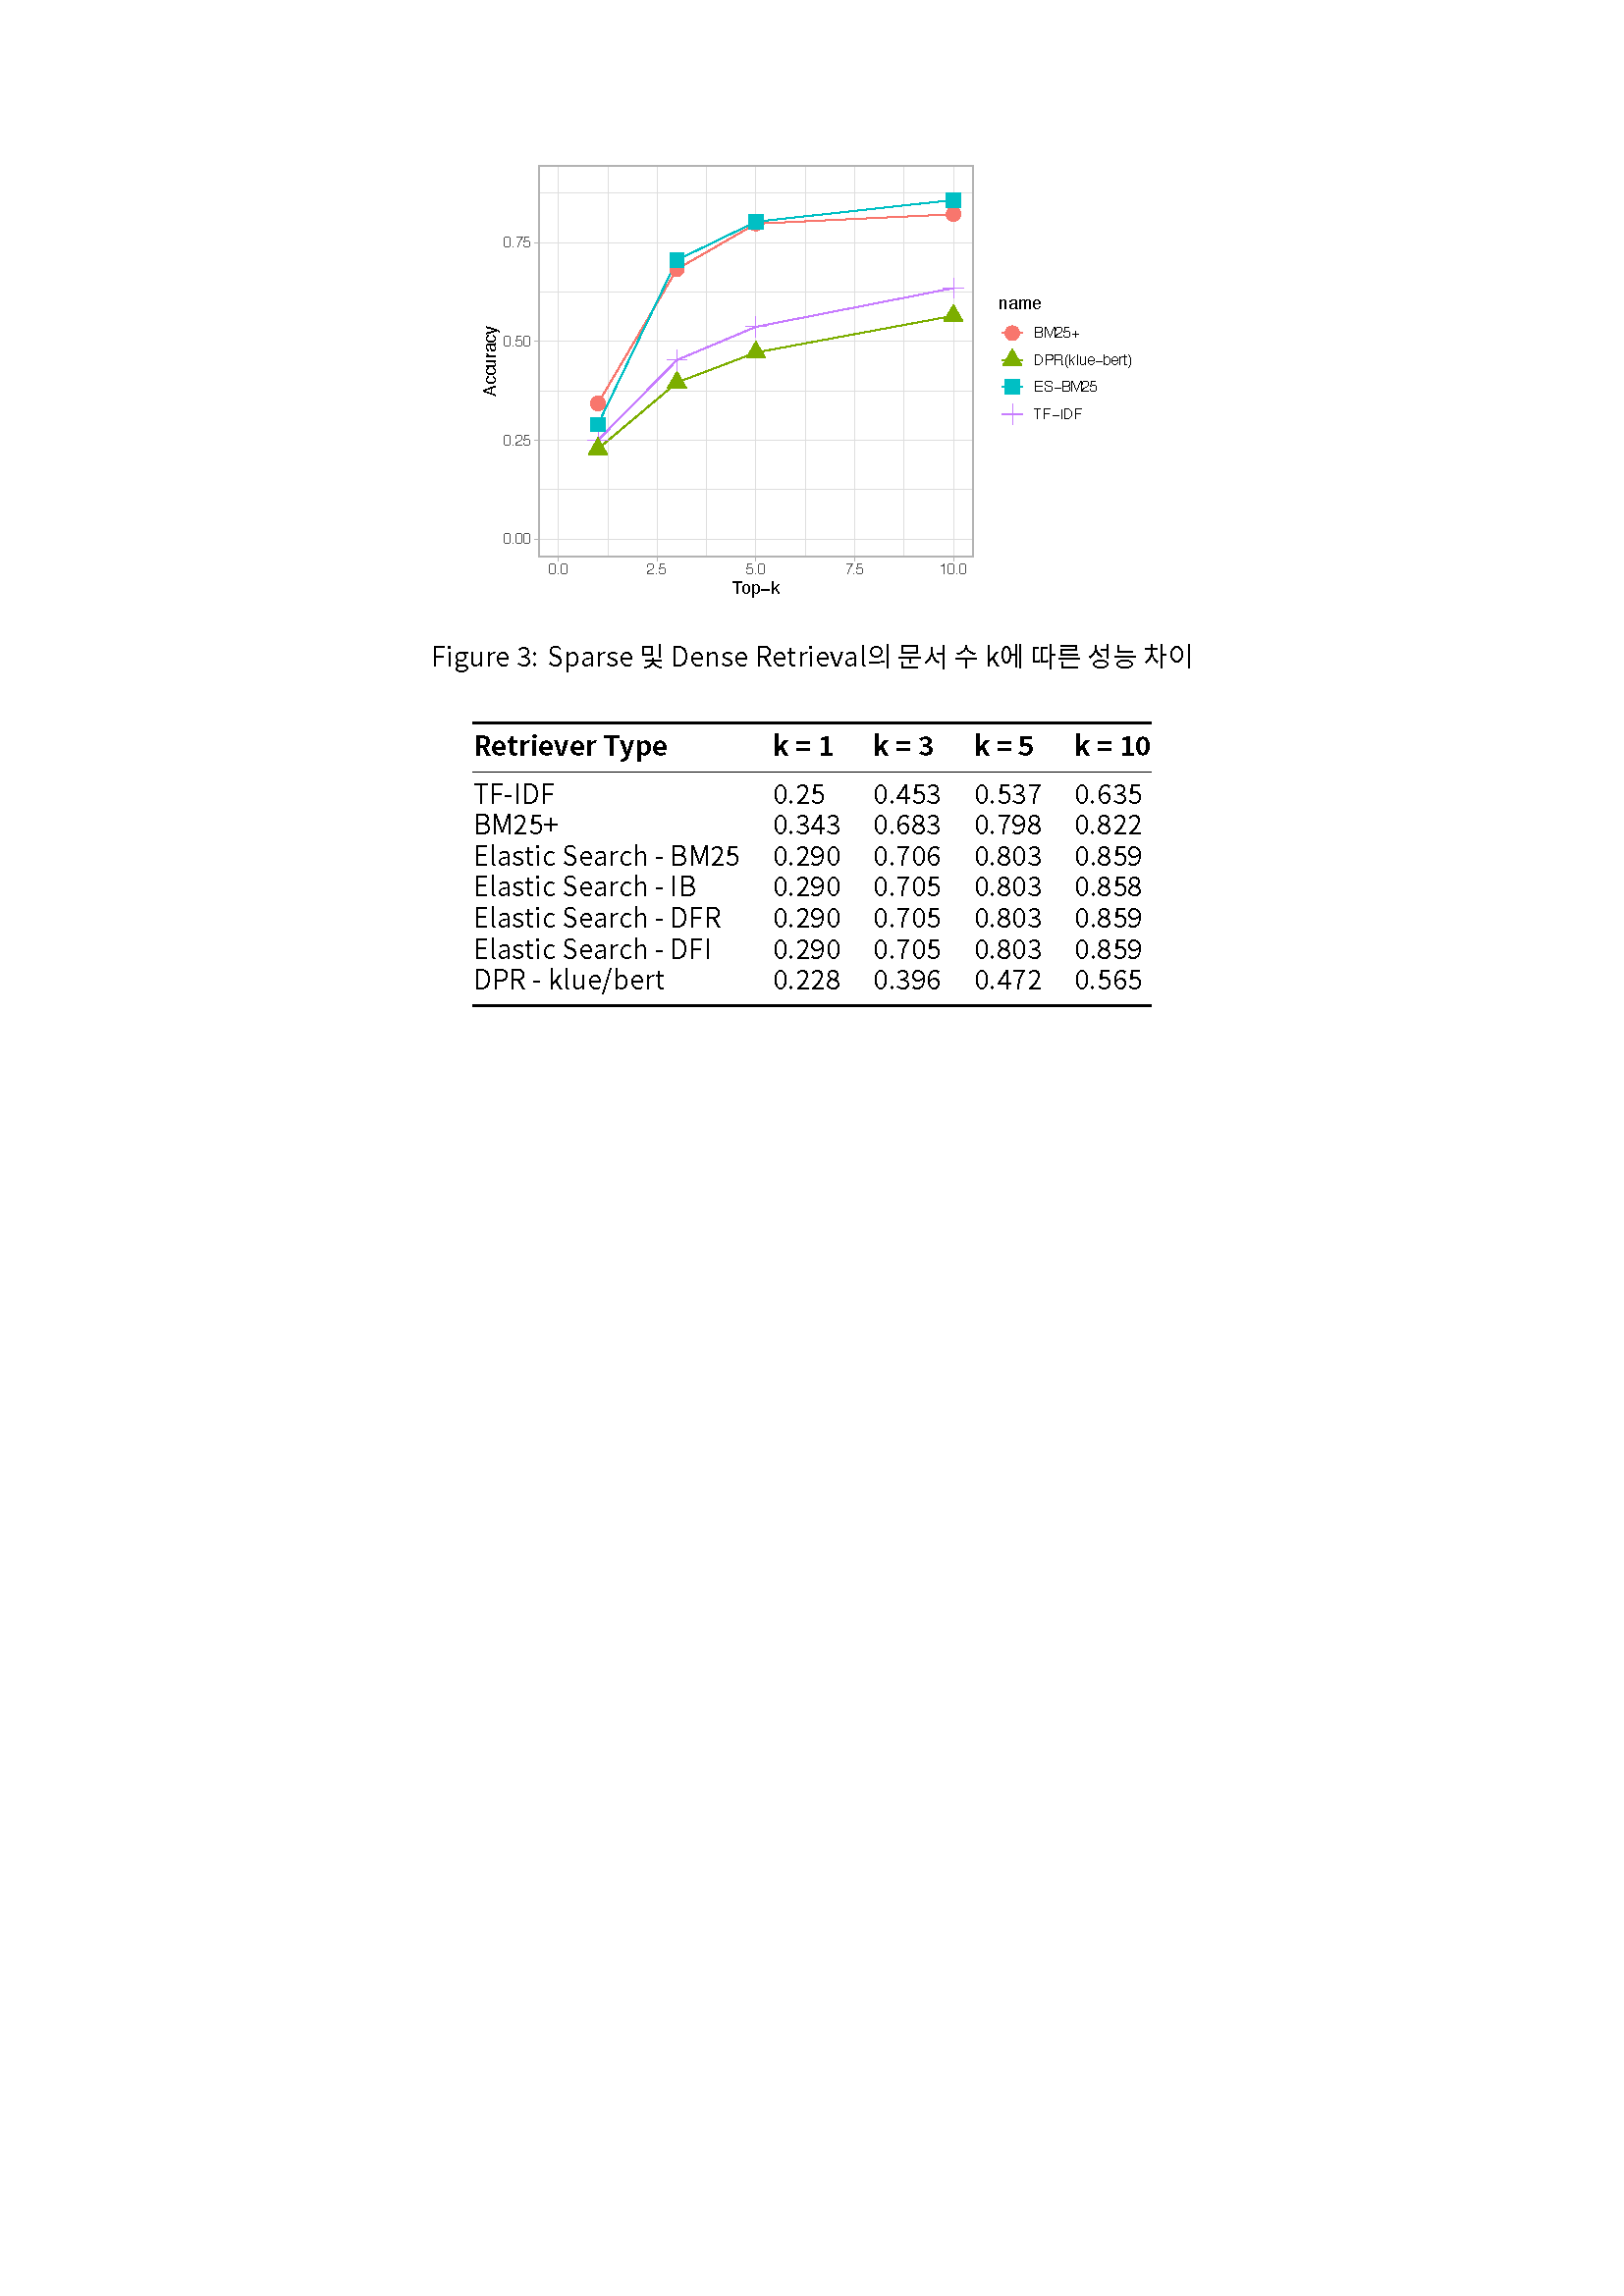 0.75
0.50
0.25
0.00
Accuracy
0.0 2.5 5.0 7.5 10.0
Top-k
name
BM25+
DPR(klue-bert)
ES-BM25
TF-IDF
Figure 3: Sparse 및 Dense Retrieval의 문서 수 k에 따른 성능 차이
Retriever Type k = 1 k = 3 k = 5 k = 10
TF-IDF 0.25 0.453 0.537 0.635
BM25+ 0.343 0.683 0.798 0.822
Elastic Search - BM25 0.290 0.706 0.803 0.859
Elastic Search - IB 0.290 0.705 0.803 0.858
Elastic Search - DFR 0.290 0.705 0.803 0.859
Elastic Search - DFI 0.290 0.705 0.803 0.859
DPR - klue/bert 0.228 0.396 0.472 0.565